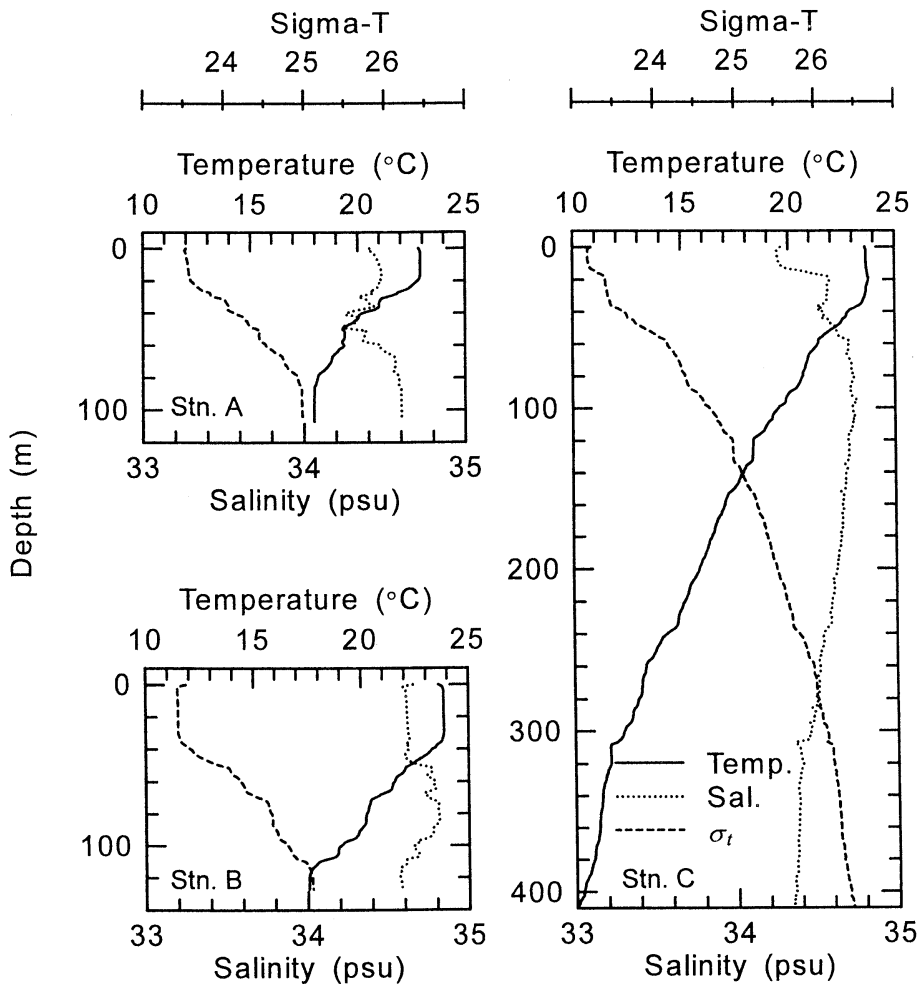 Sigma-T
24 25 26
Temperature (°C)
10 15 20 25
0
100
Stn. A
33 34 35
Salinity (psu)
Depth (m)
Temperature (°C)
10 15 20 25
0
100
Stn. B
33 34 35
Salinity (psu)
Sigma-T
24 25 26
Temperature (°C)
10 15 20 25
0
100
200
300
400
Temp.
Sal.
σt
Stn. C
33 34 35
Salinity (psu)